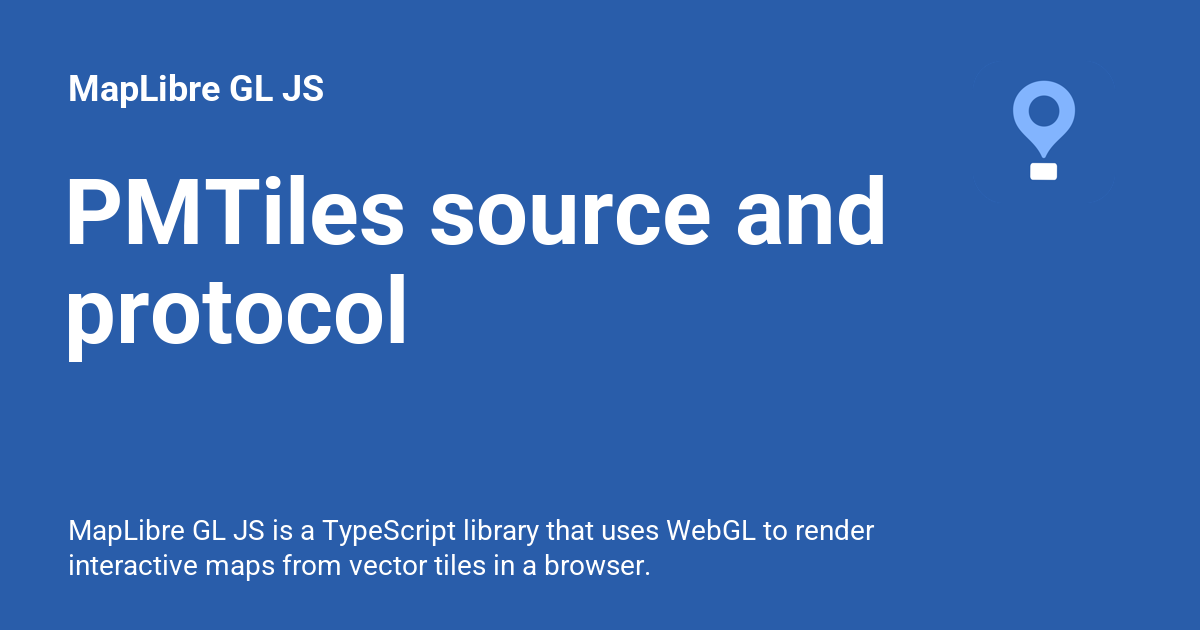 MapLibre GL JS
PMTiles source and
protocol
MapLibre GL JS is a TypeScript library that uses WebGL to render
interactive maps from vector tiles in a browser.